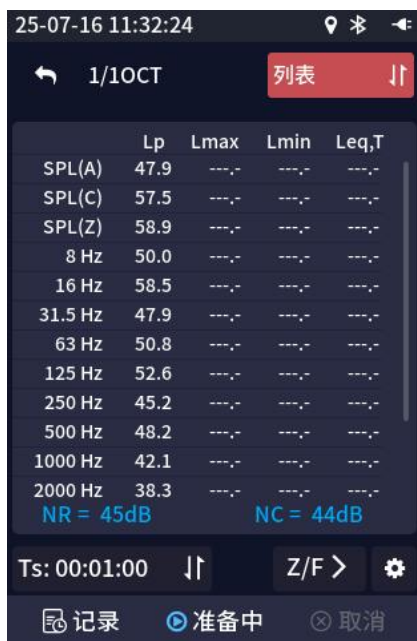 25-07-16 11:32:24
1/1OCT 列表
Lp Lmax Lmin Leq,T
SPL(A) 47.9 ---.- ---.- ---.-
SPL(C) 57.5 ---.- ---.- ---.-
SPL(Z) 58.9 ---.- ---.- ---.-
8 Hz 50.0 ---.- ---.- ---.-
16 Hz 58.5 ---.- ---.- ---.-
31.5 Hz 47.9 ---.- ---.- ---.-
63 Hz 50.8 ---.- ---.- ---.-
125 Hz 52.6 ---.- ---.- ---.-
250 Hz 45.2 ---.- ---.- ---.-
500 Hz 48.2 ---.- ---.- ---.-
1000 Hz 42.1 ---.- ---.- ---.-
2000 Hz 38.3 ---.- ---.- ---.-
NR = 45dB NC = 44dB
Ts: 00:01:00 Z/F
记录 准备中 取消